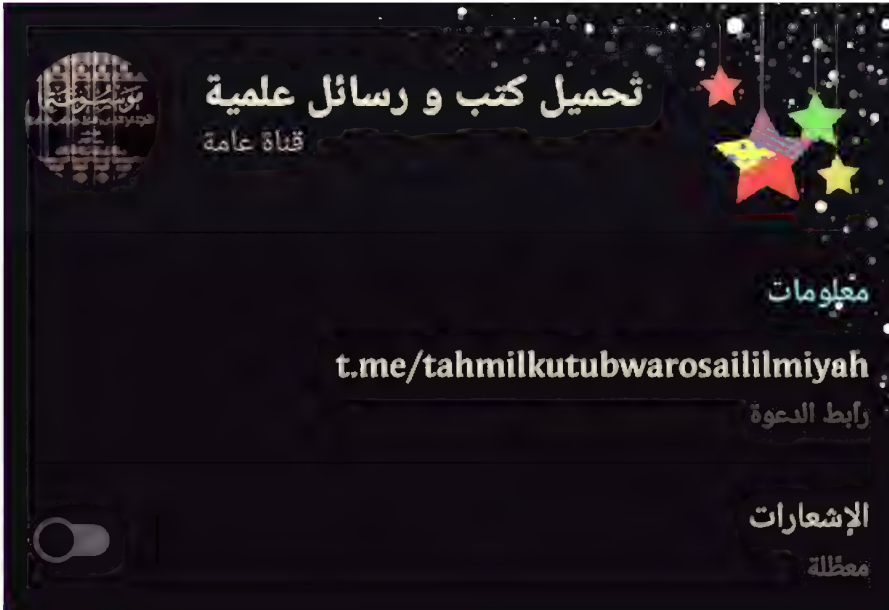 تحميل كتب و رسائل علمية
قناة عامة
معلومات
t.me/tahmilkutubwarosaililmiyah
رابط الدعوة
الإشعارات
معطلة